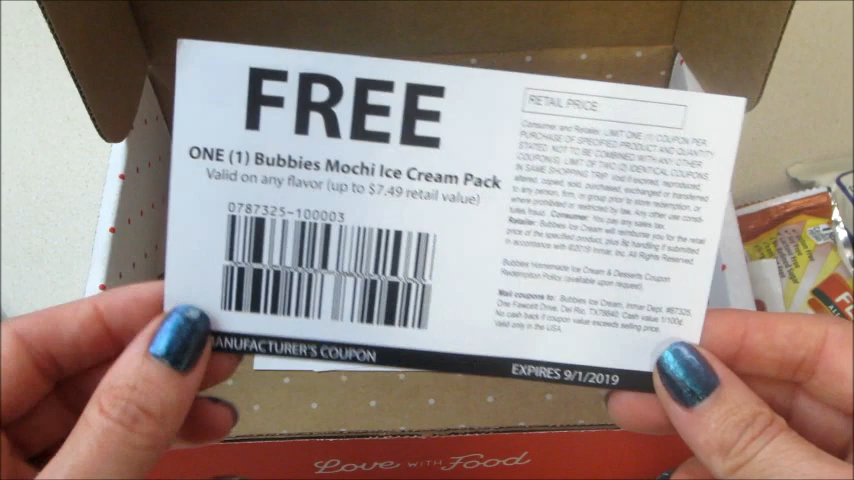 FREE
ONE (1) Bubbies Mochi Ice Cream Pack
Valid on any flavor (up to $7.49 retail value)
0787325-100003
MANUFACTURER'S COUPON
EXPIRES 9/1/2019
RETAIL PRICE:
Consumer and Retailer: LIMIT ONE (1) COUPON PER
PURCHASE OF SPECIFIED PRODUCT AND QUANTITY
STATED. NOT TO BE COMBINED WITH ANY OTHER
COUPON(S). LIMIT OF TWO (2) IDENTICAL COUPONS
IN SAME SHOPPING TRIP. Void if expired, reproduced,
altered, copied, sold, purchased, exchanged or transferred
to any person, firm, or group prior to store redemption, or
where prohibited or restricted by law. Any other use consti-
tutes fraud. Consumer: You pay any sales tax.
Retailer: Bubbies Ice Cream will reimburse you for the retail
price of the specified product, plus 8¢ handling if submitted
in accordance with ©2019 Inmar, Inc. All Rights Reserved.
Bubbies Homemade Ice Cream & Desserts Coupon
Redemption Policy (available upon request).
Mail coupons to: Bubbies Ice Cream, Inmar Dept. #87325,
One Fawcett Drive, Del Rio, TX78840. Cash value 1/100¢.
No cash back if coupon value exceeds selling price.
Valid only in the USA.
Love WITH Food